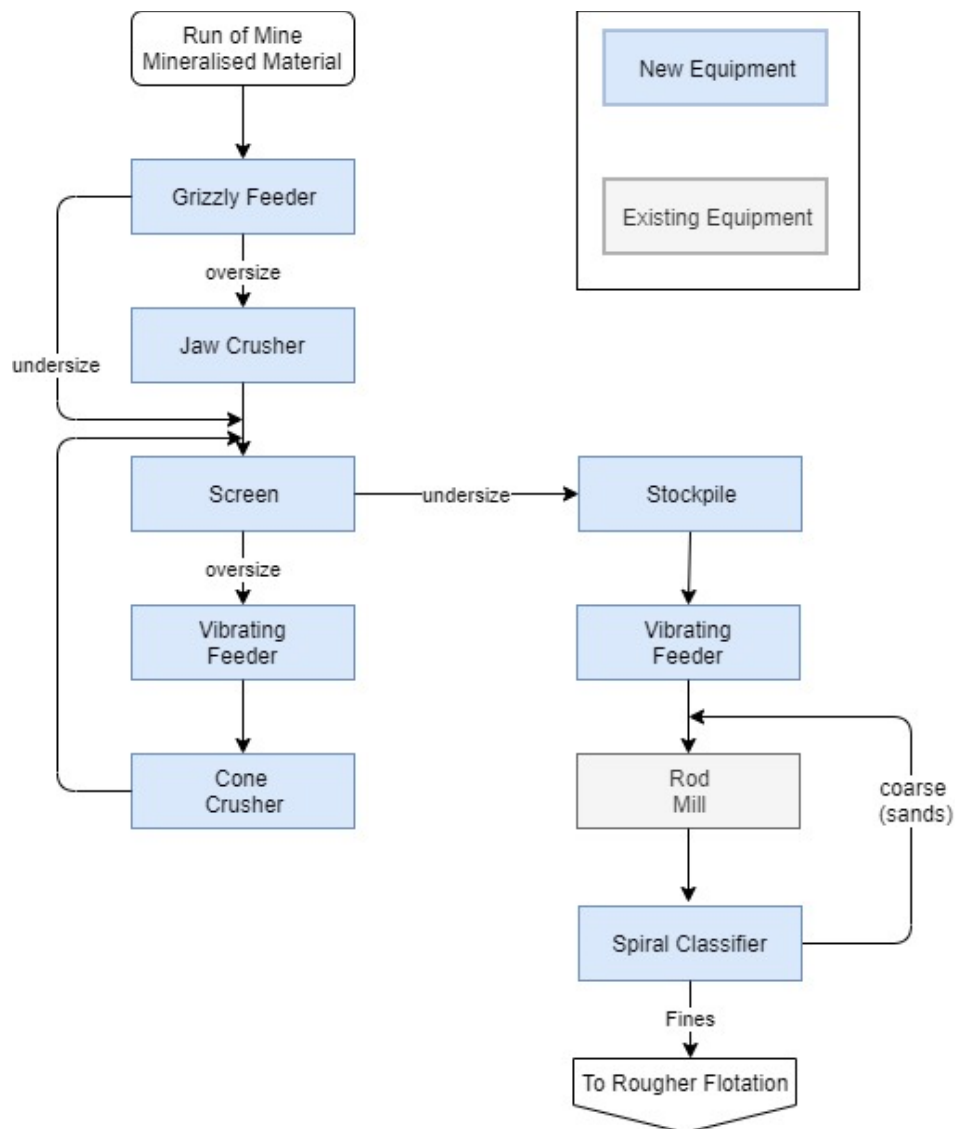 Run of Mine
Mineralised Material
New Equipment
Grizzly Feeder
Existing Equipment
oversize
Jaw Crusher
undersize
Screen
undersize
Stockpile
oversize
Vibrating
Feeder
Vibrating
Feeder
Cone
Crusher
Rod
Mill
coarse
(sands)
Spiral Classifier
Fines
To Rougher Flotation